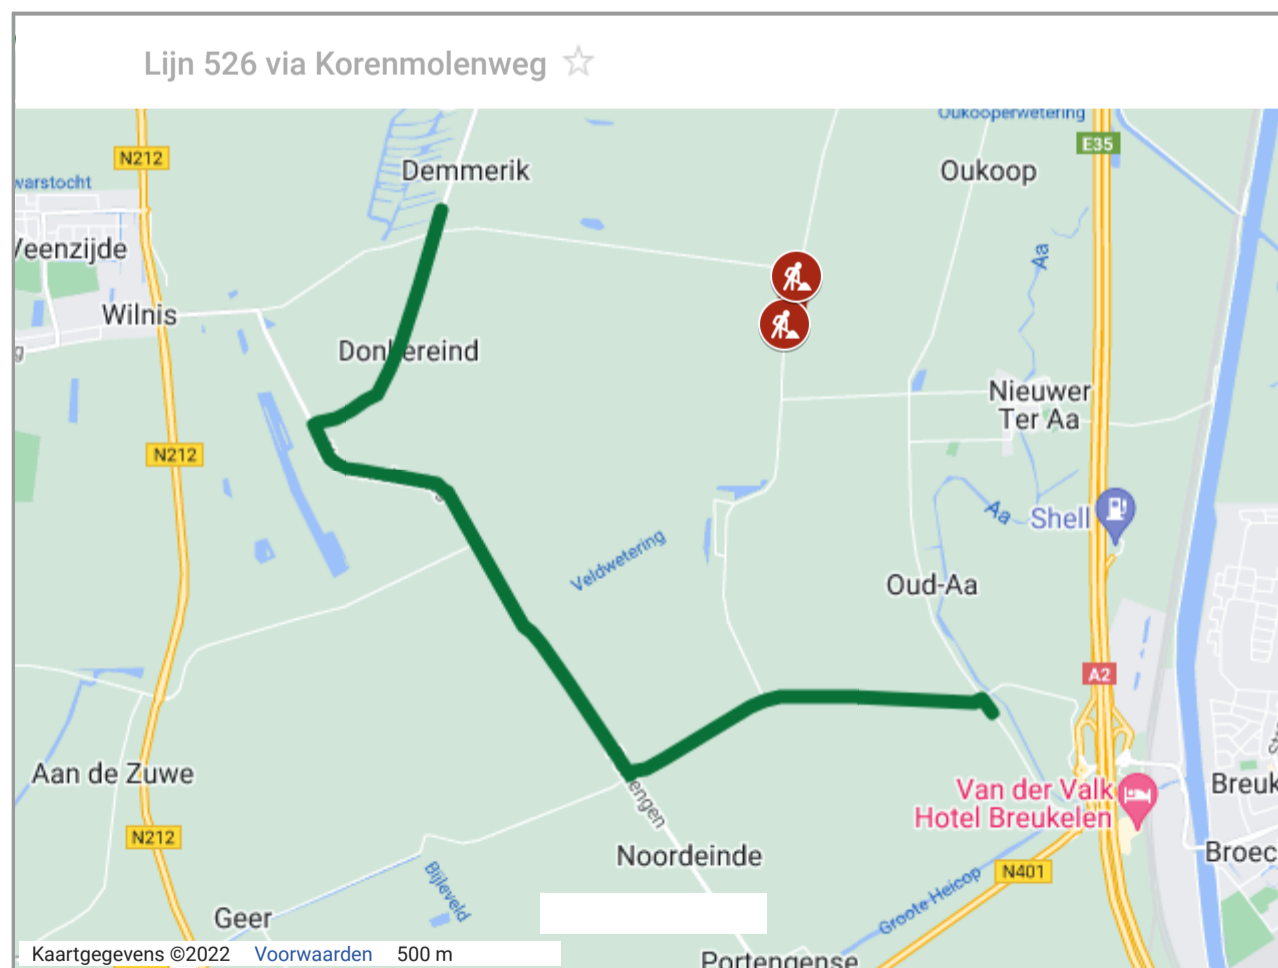 Lijn 526 via Korenmolenweg
Oukooperwetering
N212
E35
Demmerik
Oukoop
warstocht
Veenzijde
Aa
Wilnis
Donkereind
Nieuwer
Ter Aa
N212
Aa
Shell
Veldwetering
Oud-Aa
A2
Aan de Zuwe
Van der Valk
Hotel Breukelen
Breuk
engen
N212
Noordeinde
Broec
N401
Bijleveld
Groote Heicop
Geer
Kaartgegevens ©2022 Voorwaarden 500 m
Portengense